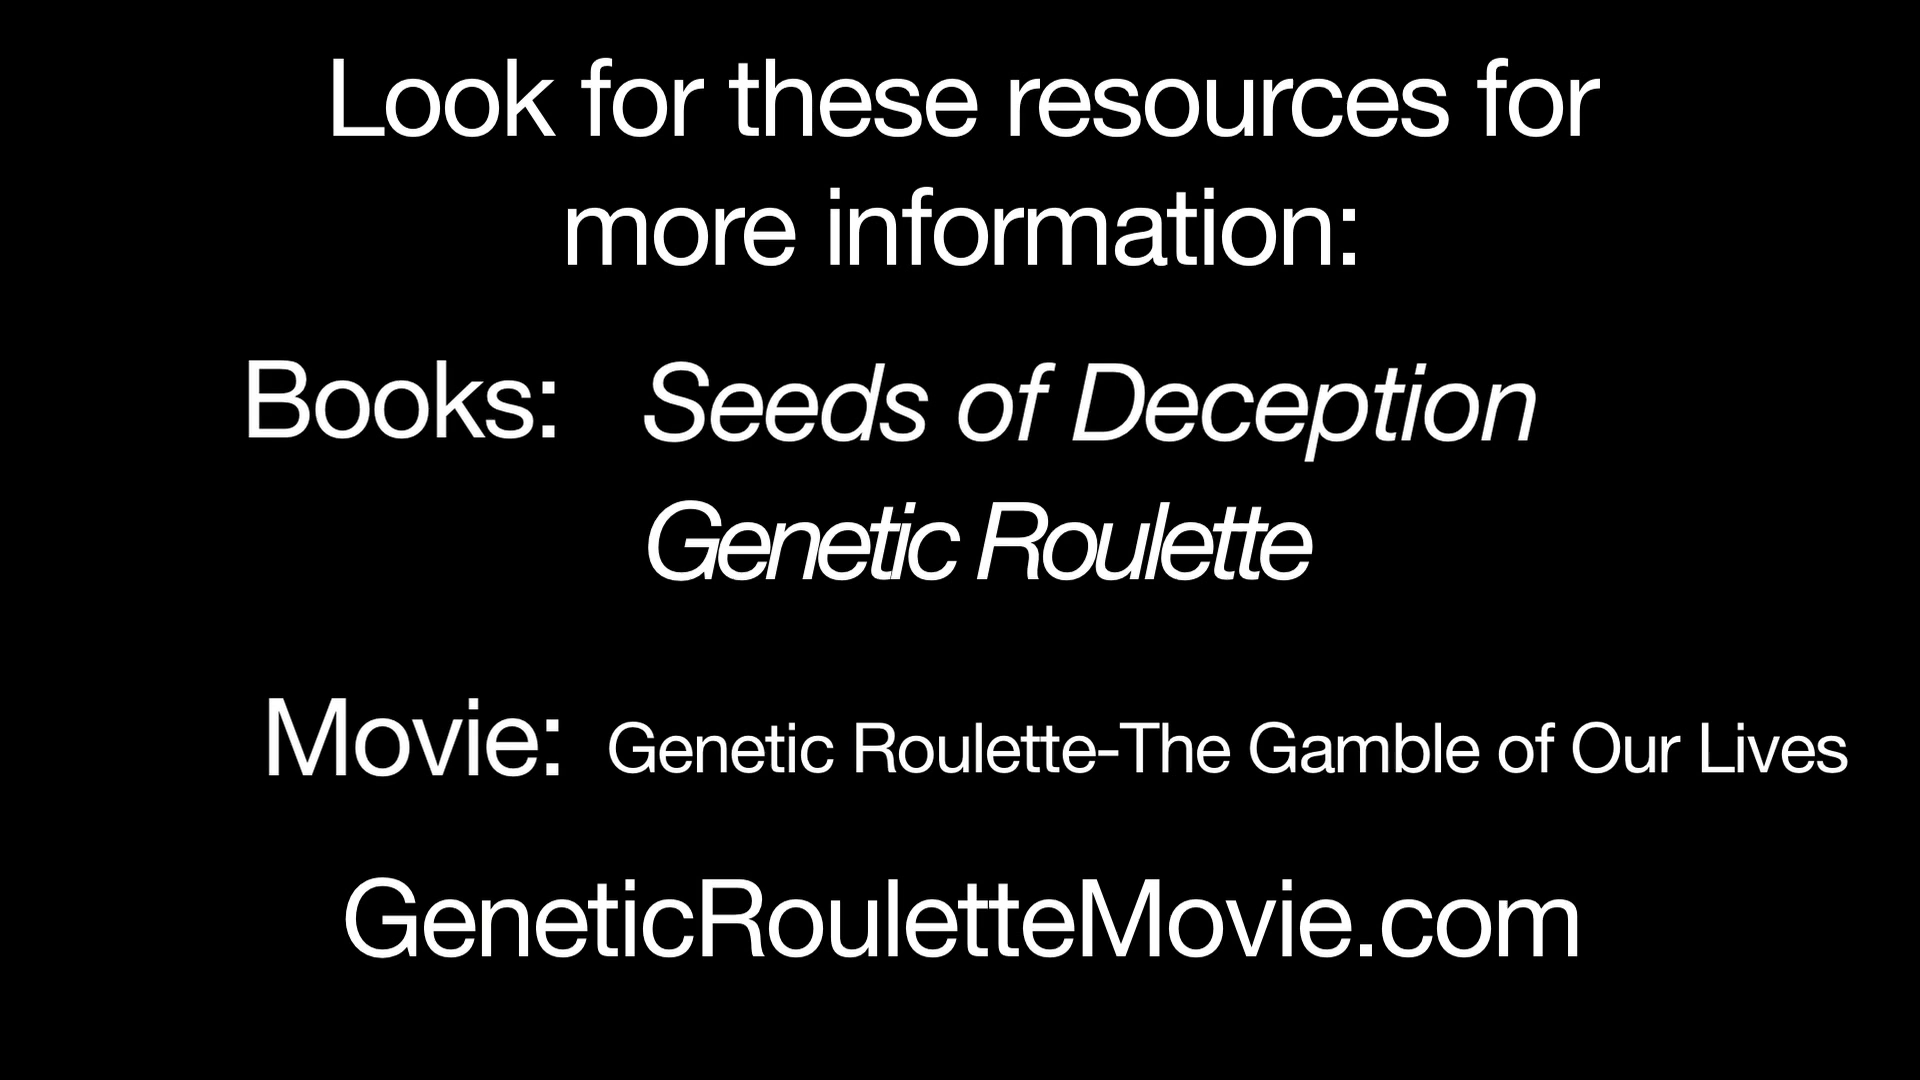 Look for these resources for
more information:
Books: Seeds of Deception
Genetic Roulette
Movie: Genetic Roulette-The Gamble of Our Lives
GeneticRouletteMovie.com